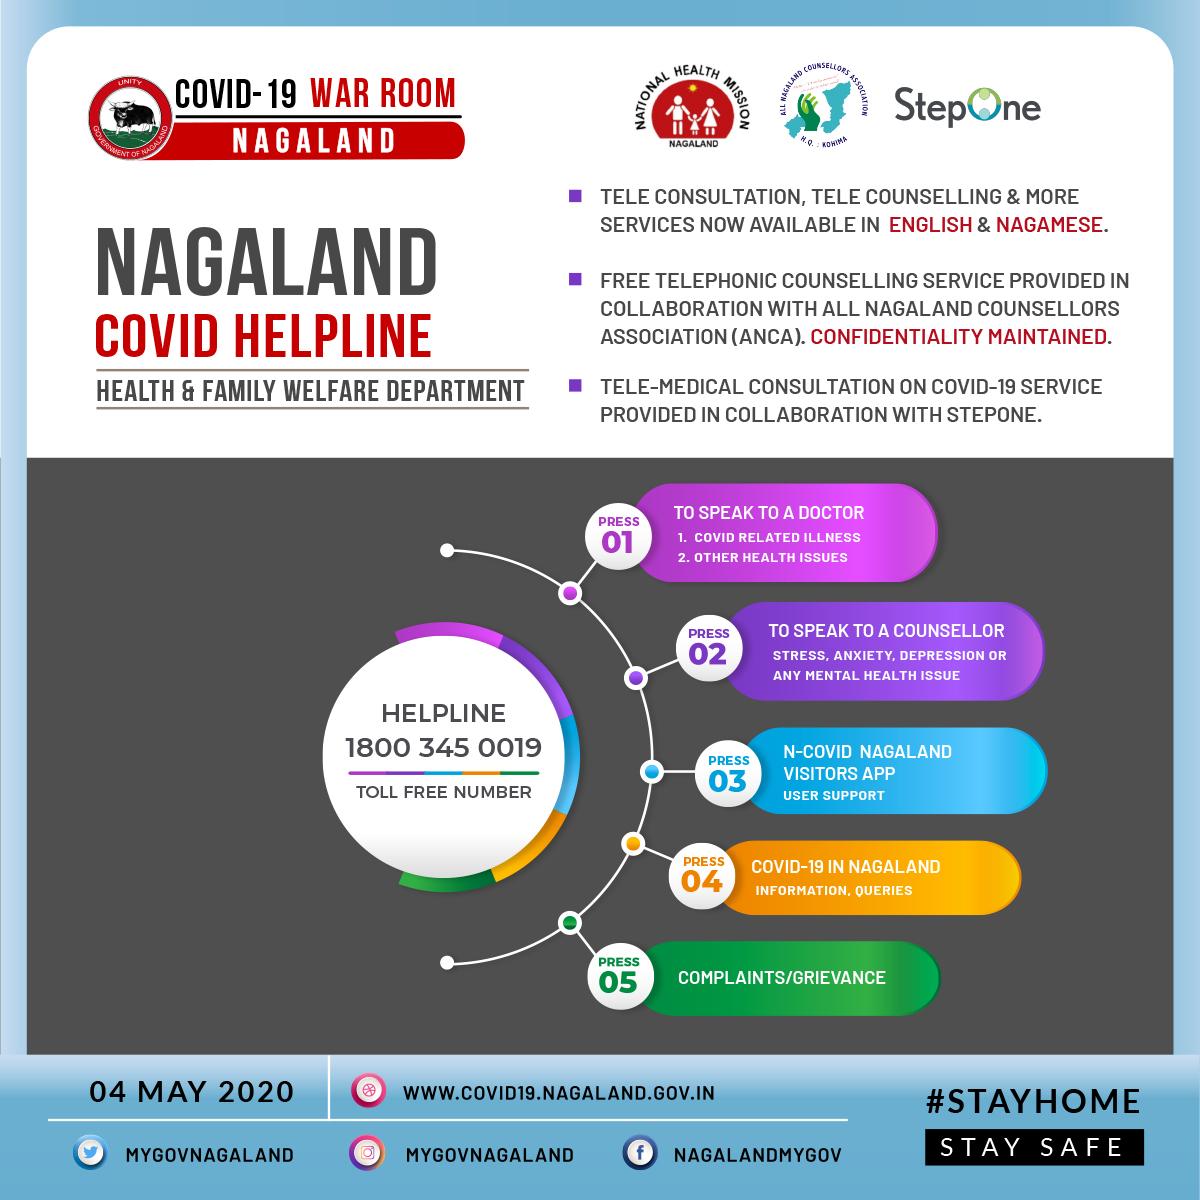 UNITY
GOVERNMENT OF NAGALAND
COVID-19 WAR ROOM
NAGALAND
NATIONAL HEALTH MISSION
NAGALAND
ALL NAGALAND COUNSELLORS ASSOCIATION
H.Q. : KOHIMA
StepOne
NAGALAND
COVID HELPLINE
HEALTH & FAMILY WELFARE DEPARTMENT
TELE CONSULTATION, TELE COUNSELLING & MORE
SERVICES NOW AVAILABLE IN ENGLISH & NAGAMESE.
FREE TELEPHONIC COUNSELLING SERVICE PROVIDED IN
COLLABORATION WITH ALL NAGALAND COUNSELLORS
ASSOCIATION (ANCA). CONFIDENTIALITY MAINTAINED.
TELE-MEDICAL CONSULTATION ON COVID-19 SERVICE
PROVIDED IN COLLABORATION WITH STEPONE.
HELPLINE
1800 345 0019
TOLL FREE NUMBER
PRESS
01
TO SPEAK TO A DOCTOR
1. COVID RELATED ILLNESS
2. OTHER HEALTH ISSUES
PRESS
02
TO SPEAK TO A COUNSELLOR
STRESS, ANXIETY, DEPRESSION OR
ANY MENTAL HEALTH ISSUE
PRESS
03
N-COVID NAGALAND
VISITORS APP
USER SUPPORT
PRESS
04
COVID-19 IN NAGALAND
INFORMATION, QUERIES
PRESS
05
COMPLAINTS/GRIEVANCE
04 MAY 2020
WWW.COVID19.NAGALAND.GOV.IN
MYGOVNAGALAND
MYGOVNAGALAND
NAGALANDMYGOV
#STAYHOME
STAY SAFE